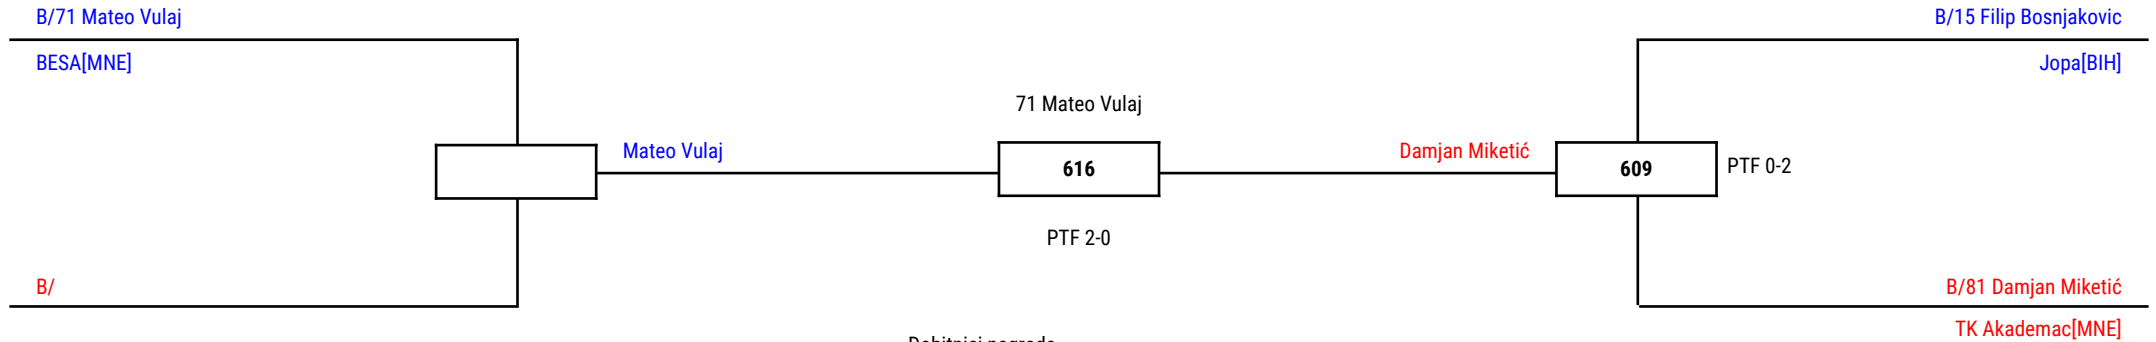 B/71 Mateo Vulaj
B/15 Filip Bosnjakovic
BESA[MNE]
Jopa[BIH]
71 Mateo Vulaj
Mateo Vulaj
Damjan Miketić
616
609
PTF 0-2
PTF 2-0
B/
B/81 Damjan Miketić
TK Akademac[MNE]